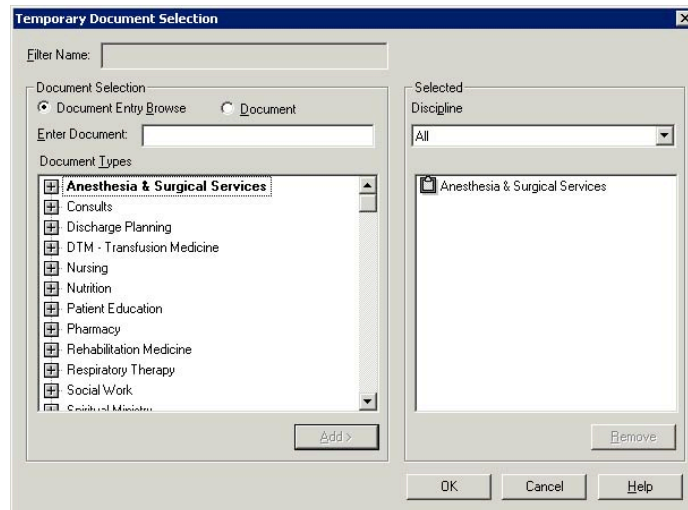 Temporary Document Selection
Filter Name:
Document Selection
Document Entry Browse
Document
Enter Document:
Document Types
Anesthesia & Surgical Services
Consults
Discharge Planning
DTM - Transfusion Medicine
Nursing
Nutrition
Patient Education
Pharmacy
Rehabilitation Medicine
Respiratory Therapy
Social Work
Spiritual Ministry
Add >
Selected
Discipline
All
Anesthesia & Surgical Services
Remove
OK
Cancel
Help